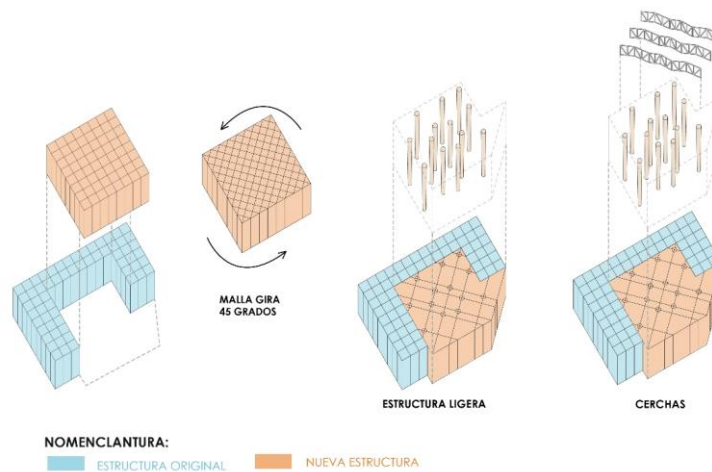 MALLA GIRA
45 GRADOS
ESTRUCTURA LIGERA
CERCHAS
NOMENCLANTURA:
ESTRUCTURA ORIGINAL
NUEVA ESTRUCTURA